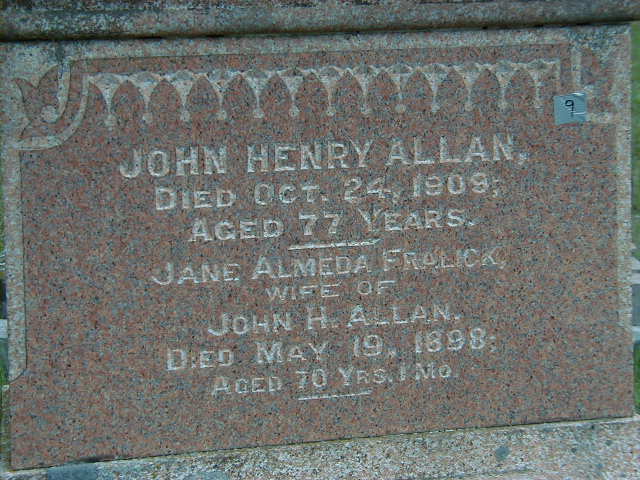 9
JOHN HENRY ALLAN,
DIED OCT. 24, 1909;
AGED 77 YEARS.
JANE ALMEDA FRALICK,
WIFE OF
JOHN H. ALLAN.
DIED MAY 19, 1898;
AGED 70 YRS. 1 MO.